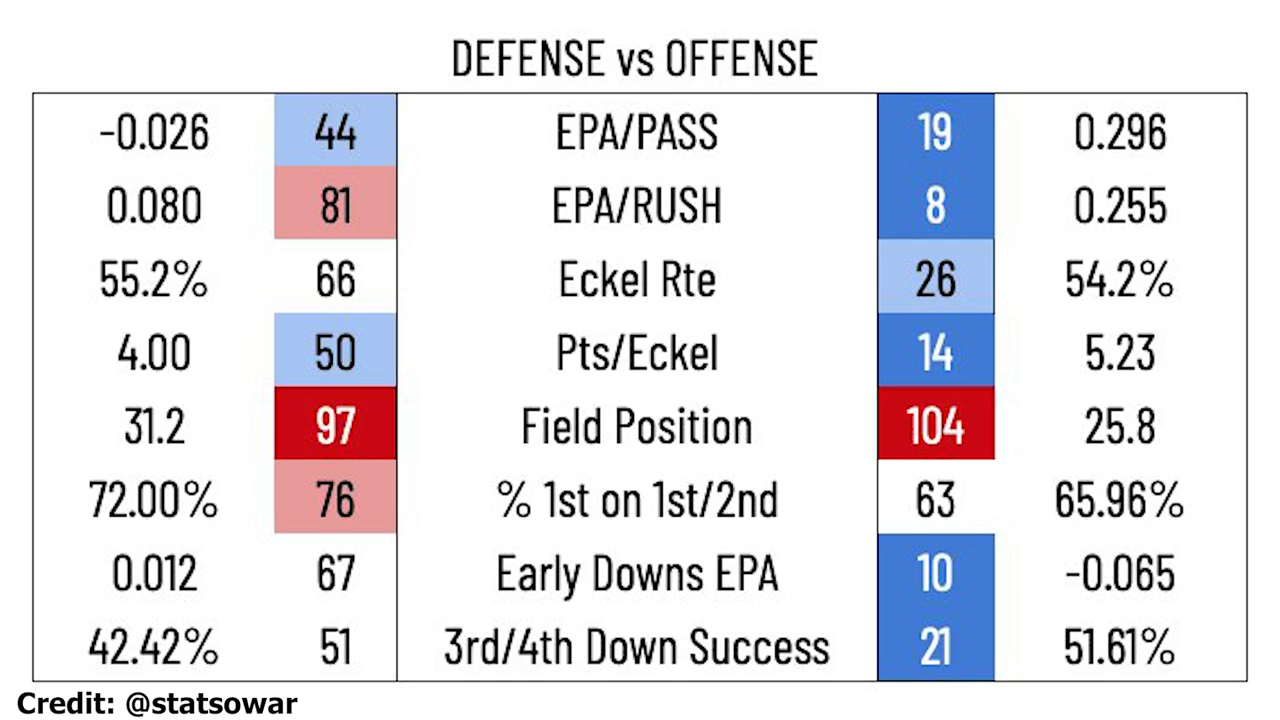 DEFENSE vs OFFENSE
-0.026 44 EPA/PASS 19 0.296
0.080 81 EPA/RUSH 8 0.255
55.2% 66 Eckel Rte 26 54.2%
4.00 50 Pts/Eckel 14 5.23
31.2 97 Field Position 104 25.8
72.00% 76 % 1st on 1st/2nd 63 65.96%
0.012 67 Early Downs EPA 10 -0.065
42.42% 51 3rd/4th Down Success 21 51.61%
Credit: @statsowar